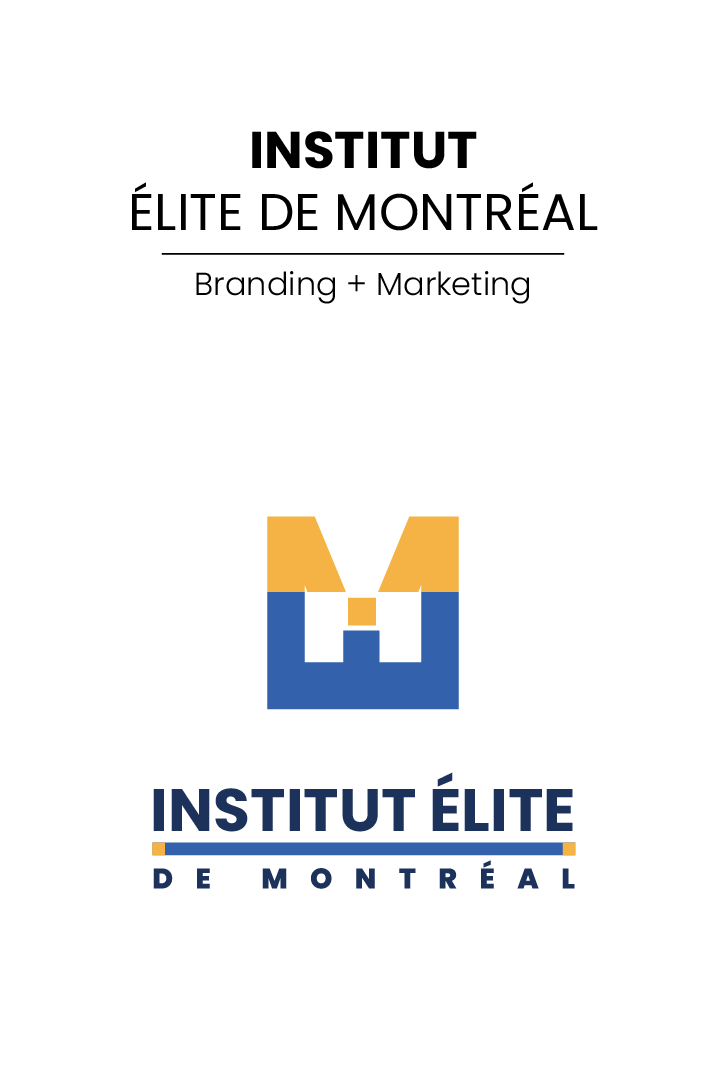 INSTITUT
ÉLITE DE MONTRÉAL
Branding + Marketing
INSTITUT ÉLITE
DE MONTRÉAL